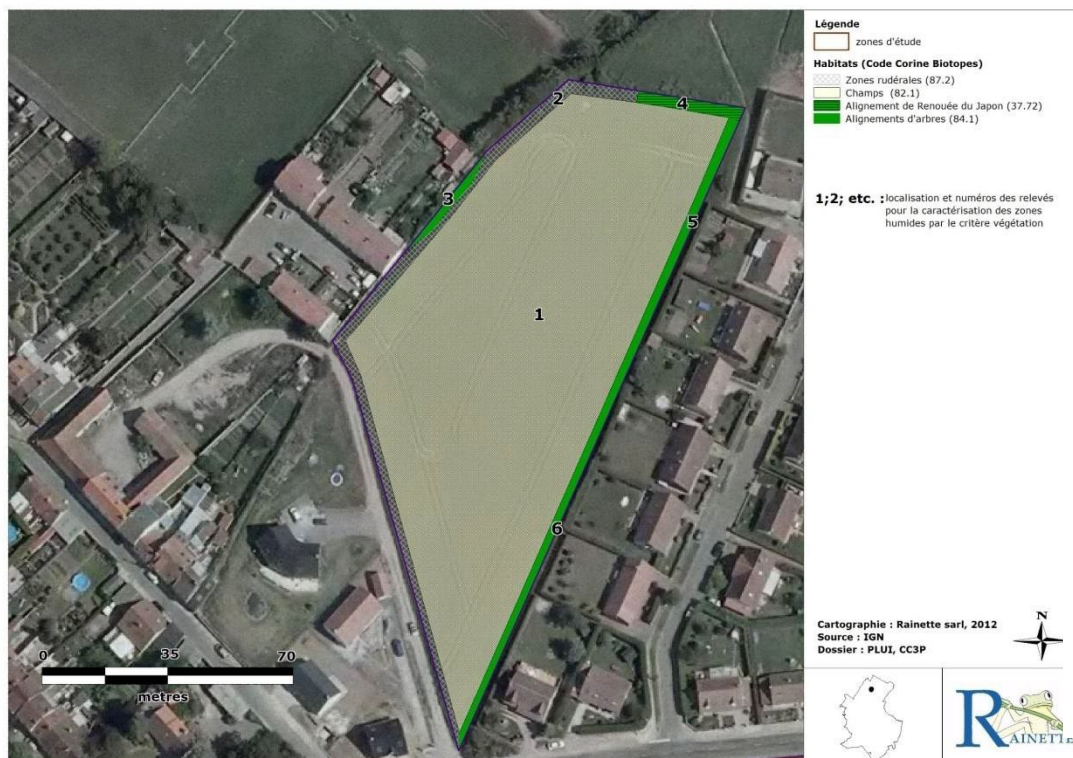 Légende
zones d'étude
Habitats (Code Corine Biotopes)
Zones rudérales (87.2)
Champs (82.1)
Alignement de Renouée du Japon (37.72)
Alignements d'arbres (84.1)
1;2; etc. : localisation et numéros des relevés
pour la caractérisation des zones
humides par le critère végétation
2
4
3
5
1
6
0 35 70
metres
Cartographie : Rainette sarl, 2012
Source : IGN
Dossier : PLUI, CC3P
N